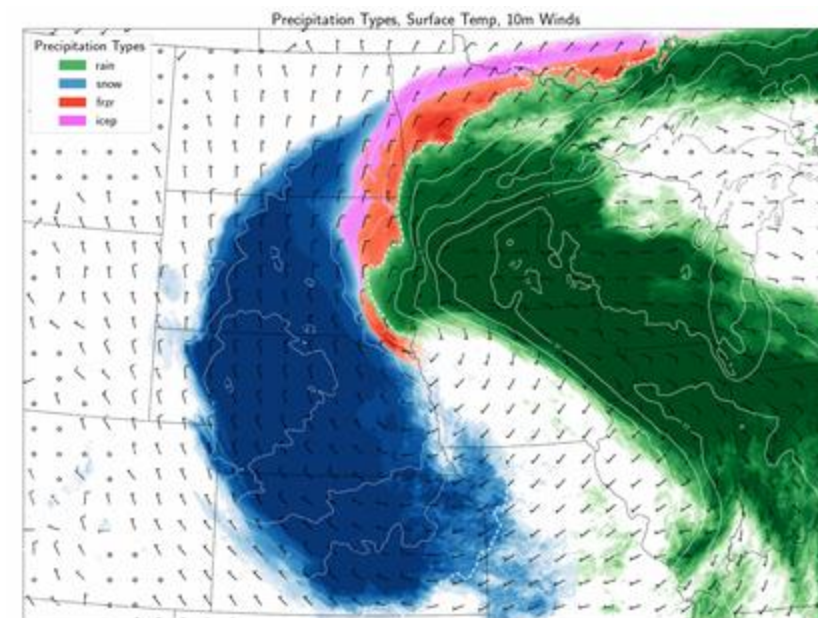 Precipitation Types, Surface Temp, 10m Winds
Precipitation Types
rain
snow
frzr
icep